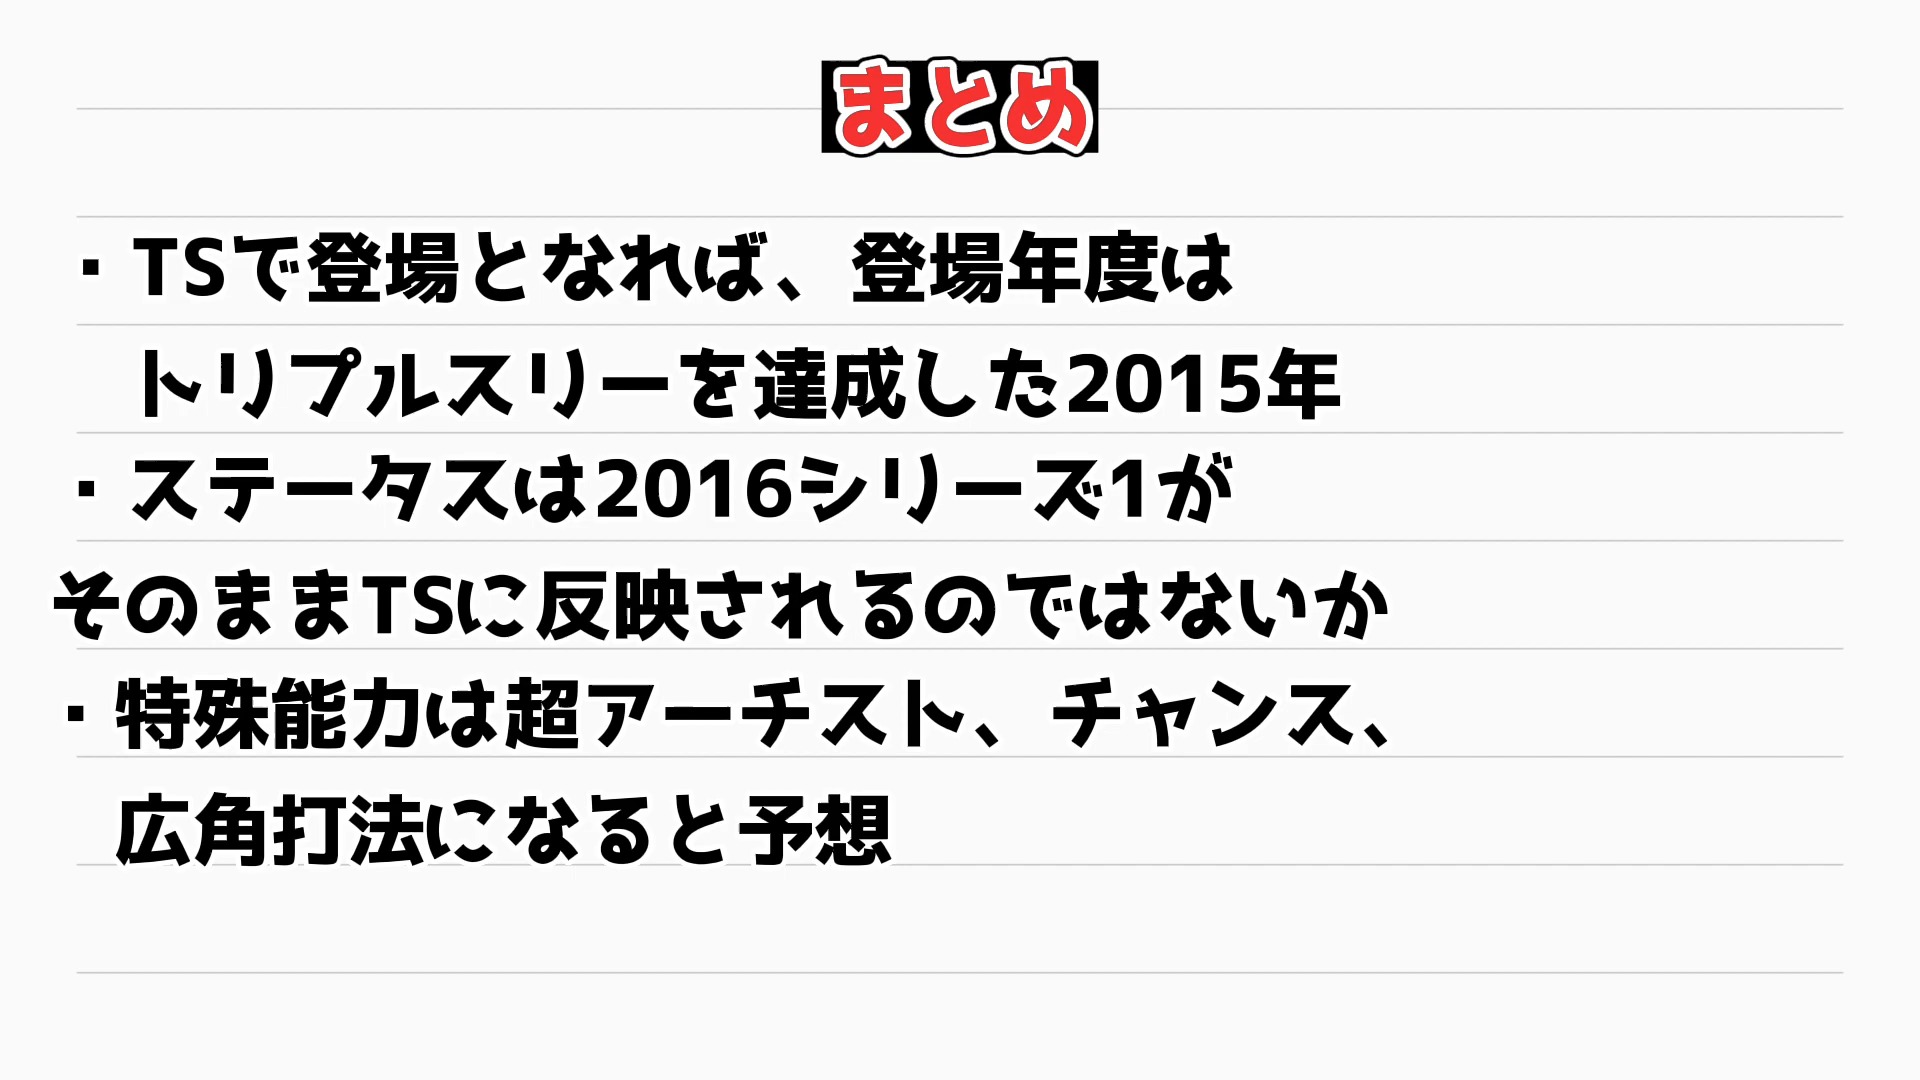 まとめ
・TSで登場となれば、登場年度は
トリプルスリーを達成した2015年
・ステータスは2016シリーズ1が
そのままTSに反映されるのではないか
・特殊能力は超アーチスト、チャンス、
広角打法になると予想